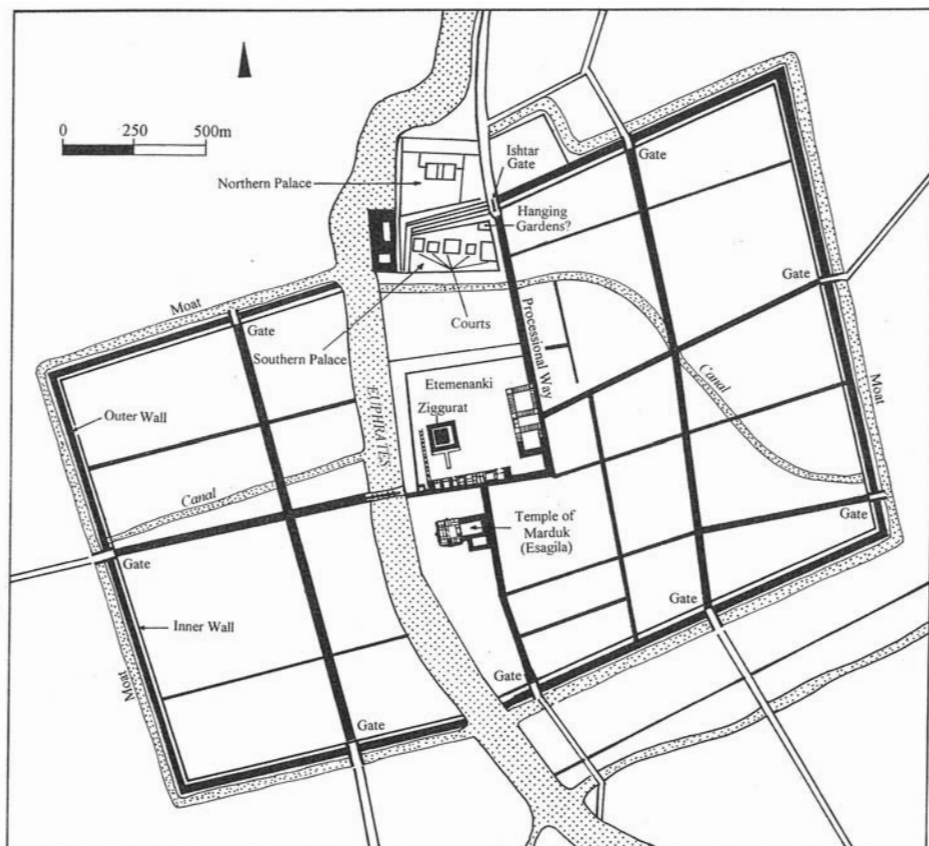 0 250 500m
Northern Palace
Ishtar
Gate
Gate
Hanging
Gardens?
Gate
Moat
Gate
Courts
Southern Palace
Processional Way
EUPHRATES
Etemenanki
Ziggurat
Canal
Moat
Outer Wall
Canal
Temple of
Marduk
(Esagila)
Gate
Gate
Gate
Inner Wall
Moat
Gate
Gate